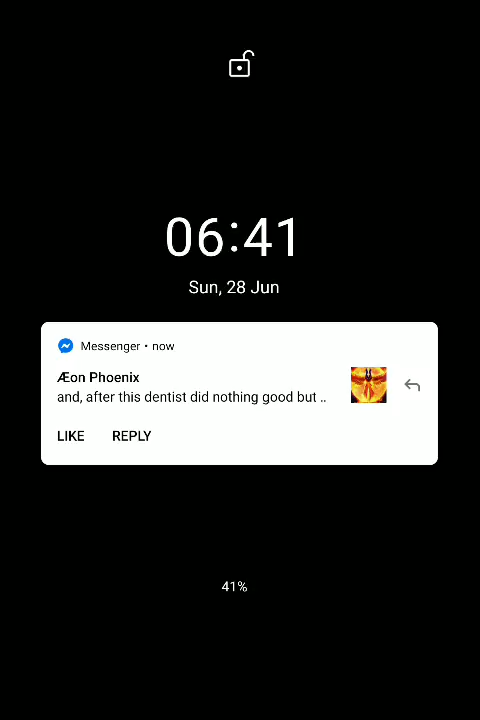 06:41
Sun, 28 Jun
Messenger • now
Æon Phoenix
and, after this dentist did nothing good but ..
LIKE REPLY
41%